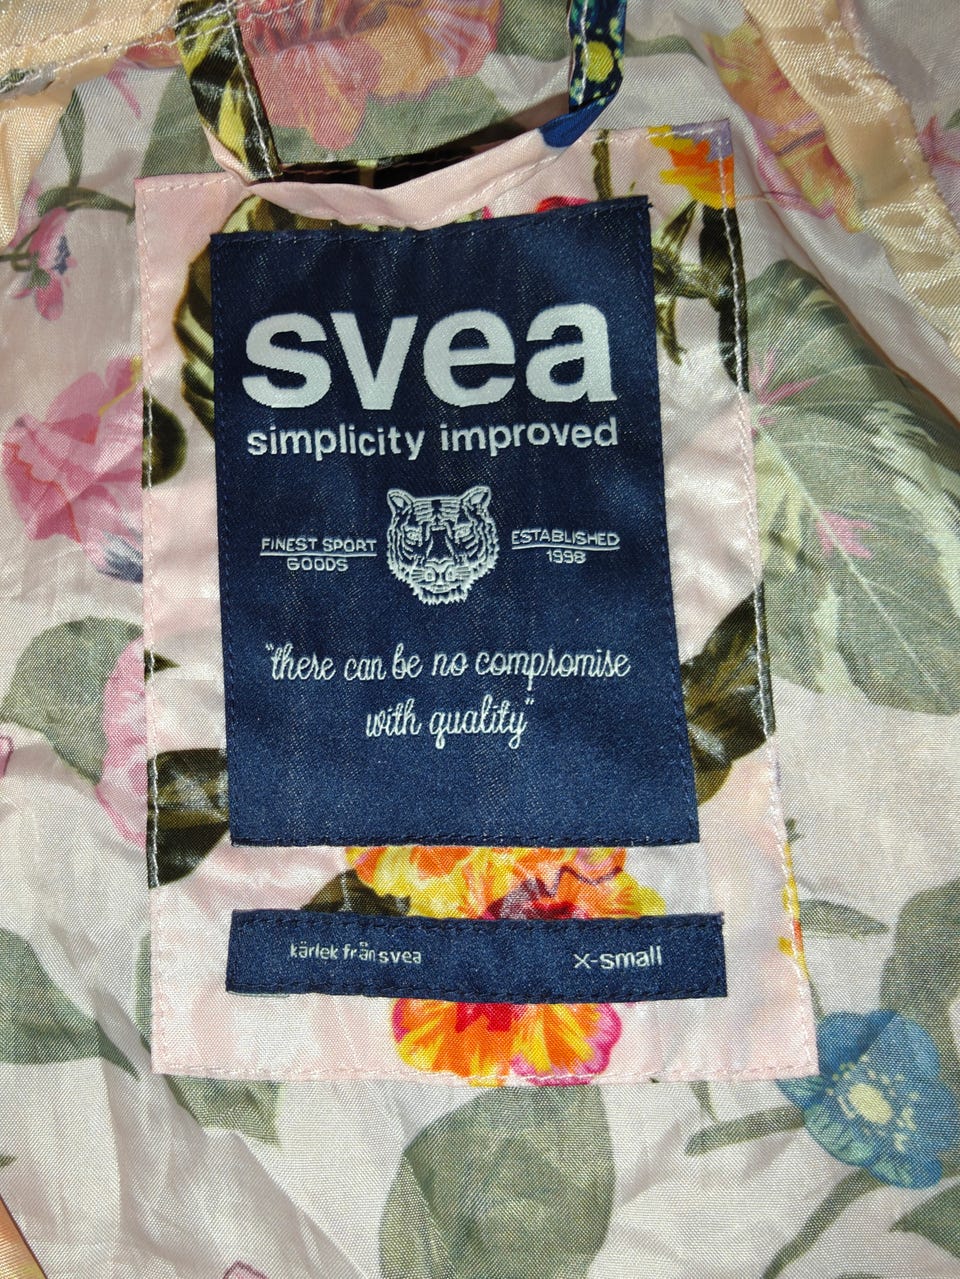 svea
simplicity improved
FINEST SPORT
GOODS
ESTABLISHED
1998
"there can be no compromise
with quality"
kärlek från svea
x-small